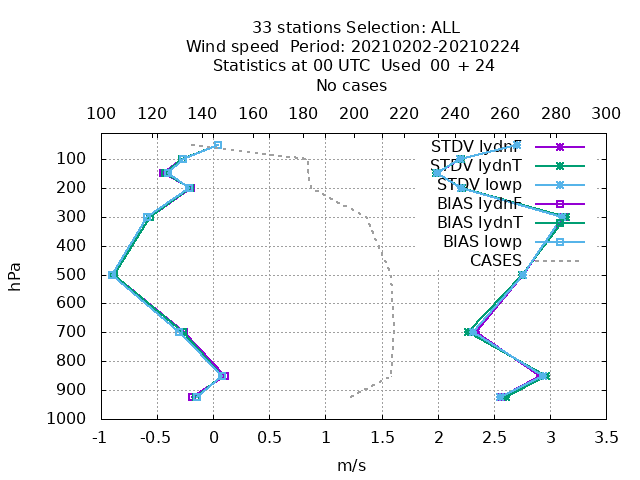 33 stations Selection: ALL
Wind speed  Period: 20210202-20210224
Statistics at 00 UTC  Used  00 + 24
No cases
100 120 140 160 180 200 220 240 260 280 300
STDV lydnF
STDV lydnT
STDV lowp
BIAS lydnF
BIAS lydnT
BIAS lowp
CASES
hPa
100
200
300
400
500
600
700
800
900
1000
-1 -0.5 0 0.5 1 1.5 2 2.5 3 3.5
m/s